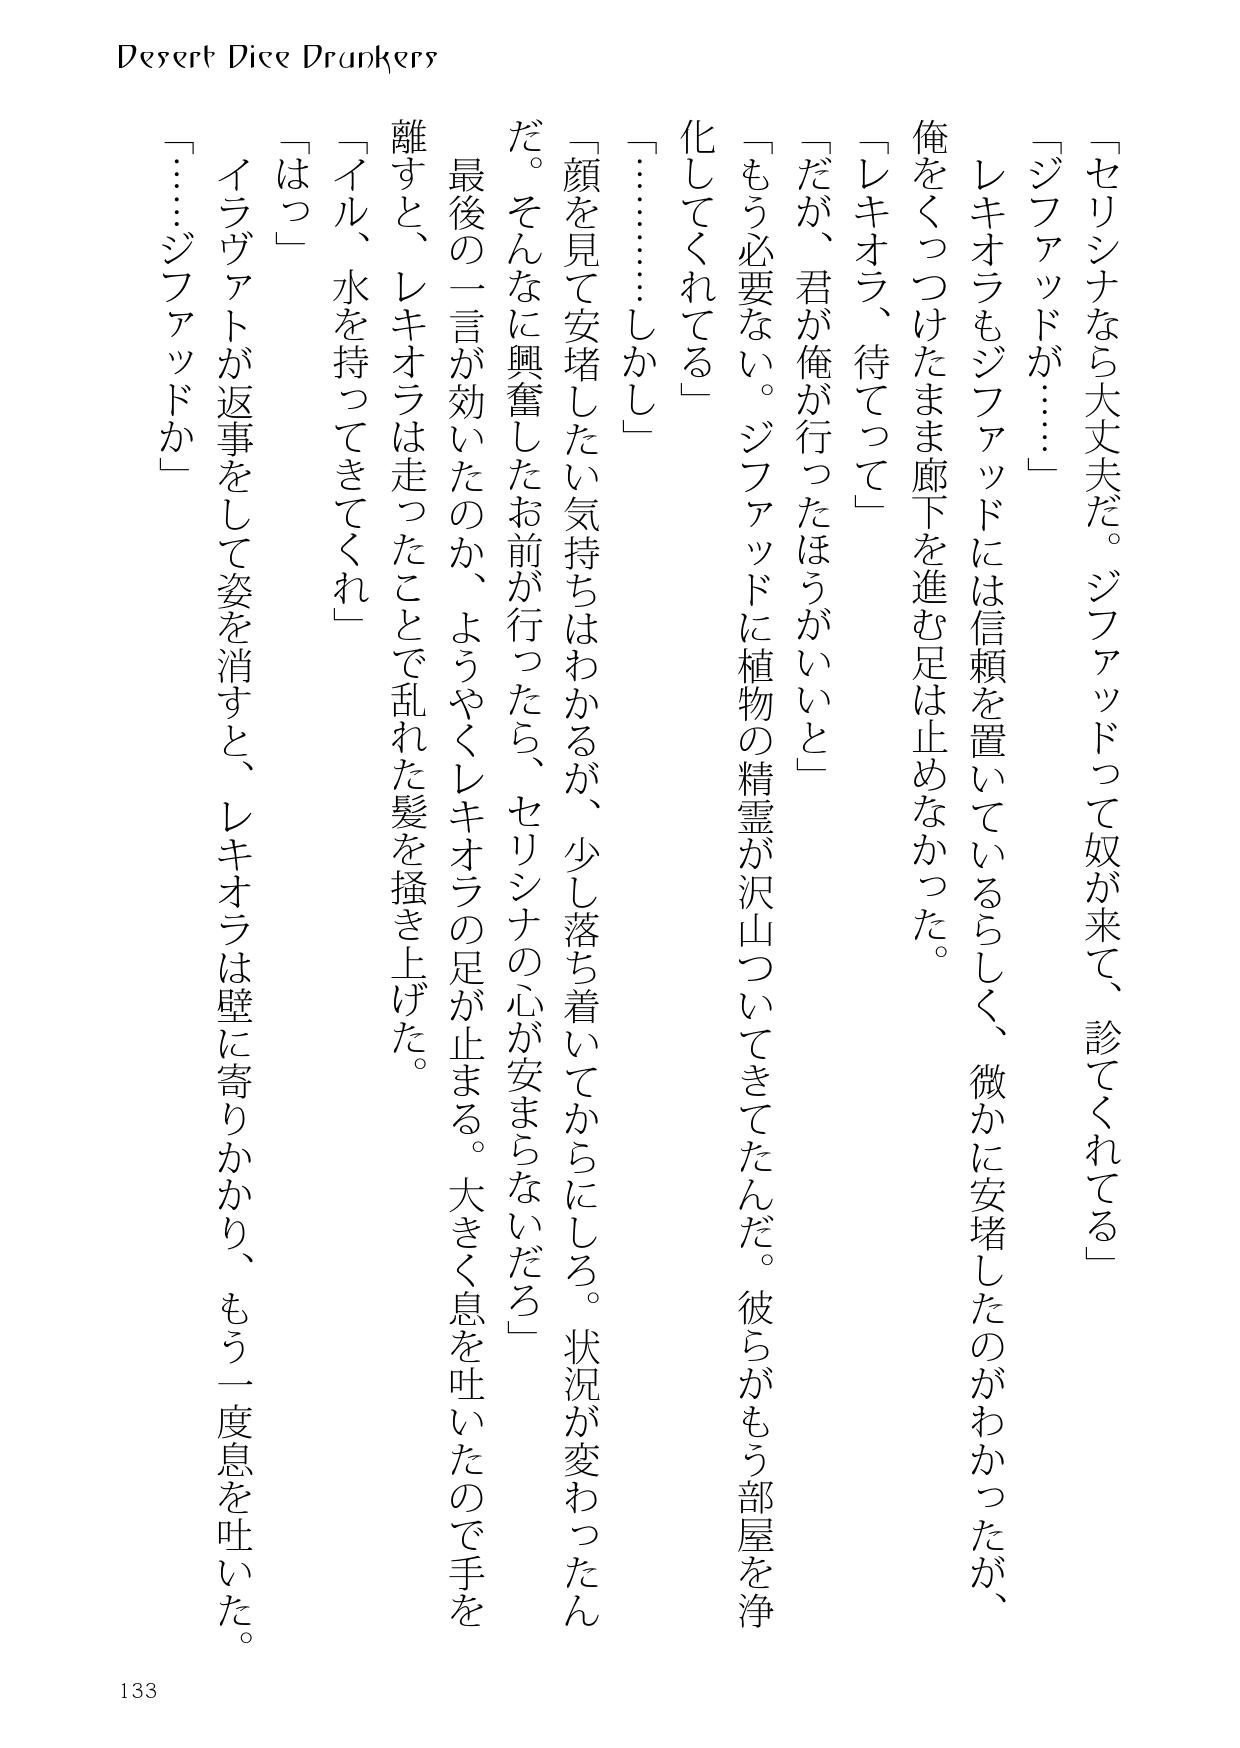 Desert Dice Drunkers
「セリシナなら大丈夫だ。ジファッドって奴が来て、診てくれてる」
「ジファッドが……」
　レキオラもジファッドには信頼を置いているらしく、微かに安堵したのがわかったが、
俺をくっつけたまま廊下を進む足は止めなかった。
「レキオラ、待てって」
「だが、君が俺が行ったほうがいいと」
「もう必要ない。ジファッドに植物の精霊が沢山ついてきてたんだ。彼らがもう部屋を浄
化してくれてる」
「…………しかし」
「顔を見て安堵したい気持ちはわかるが、少し落ち着いてからにしろ。状況が変わったん
だ。そんなに興奮したお前が行ったら、セリシナの心が安まらないだろ」
　最後の一言が効いたのか、ようやくレキオラの足が止まる。大きく息を吐いたので手を
離すと、レキオラは走ったことで乱れた髪を掻き上げた。
「イル、水を持ってきてくれ」
「はっ」
　イラヴァトが返事をして姿を消すと、レキオラは壁に寄りかかり、もう一度息を吐いた。
「……ジファッドか」
133